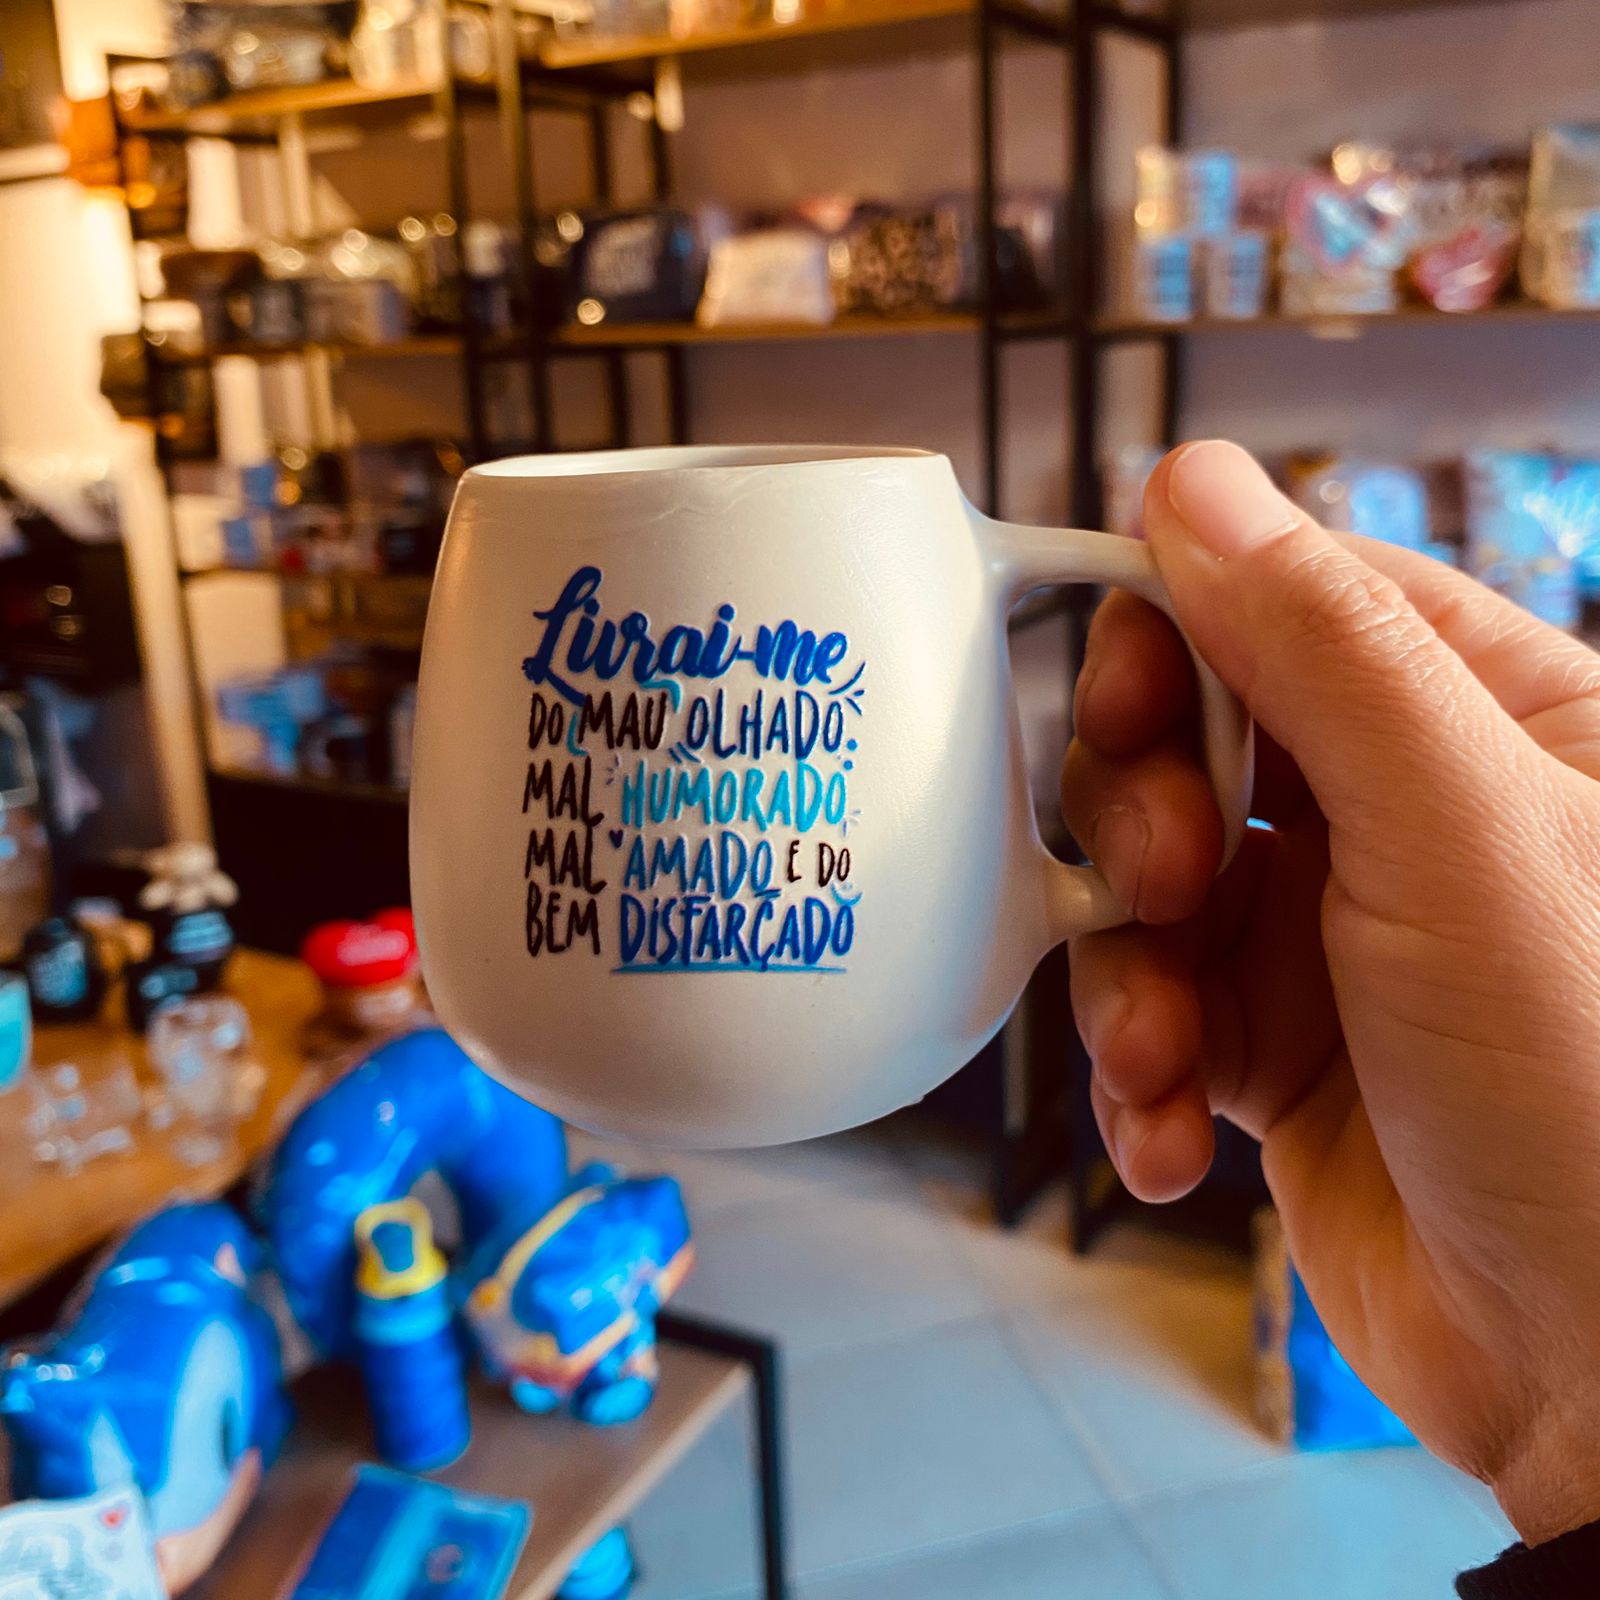 Livrai-me
DO MAU OLHADO
MAL HUMORADO
MAL AMADO E DO
BEM DISFARÇADO